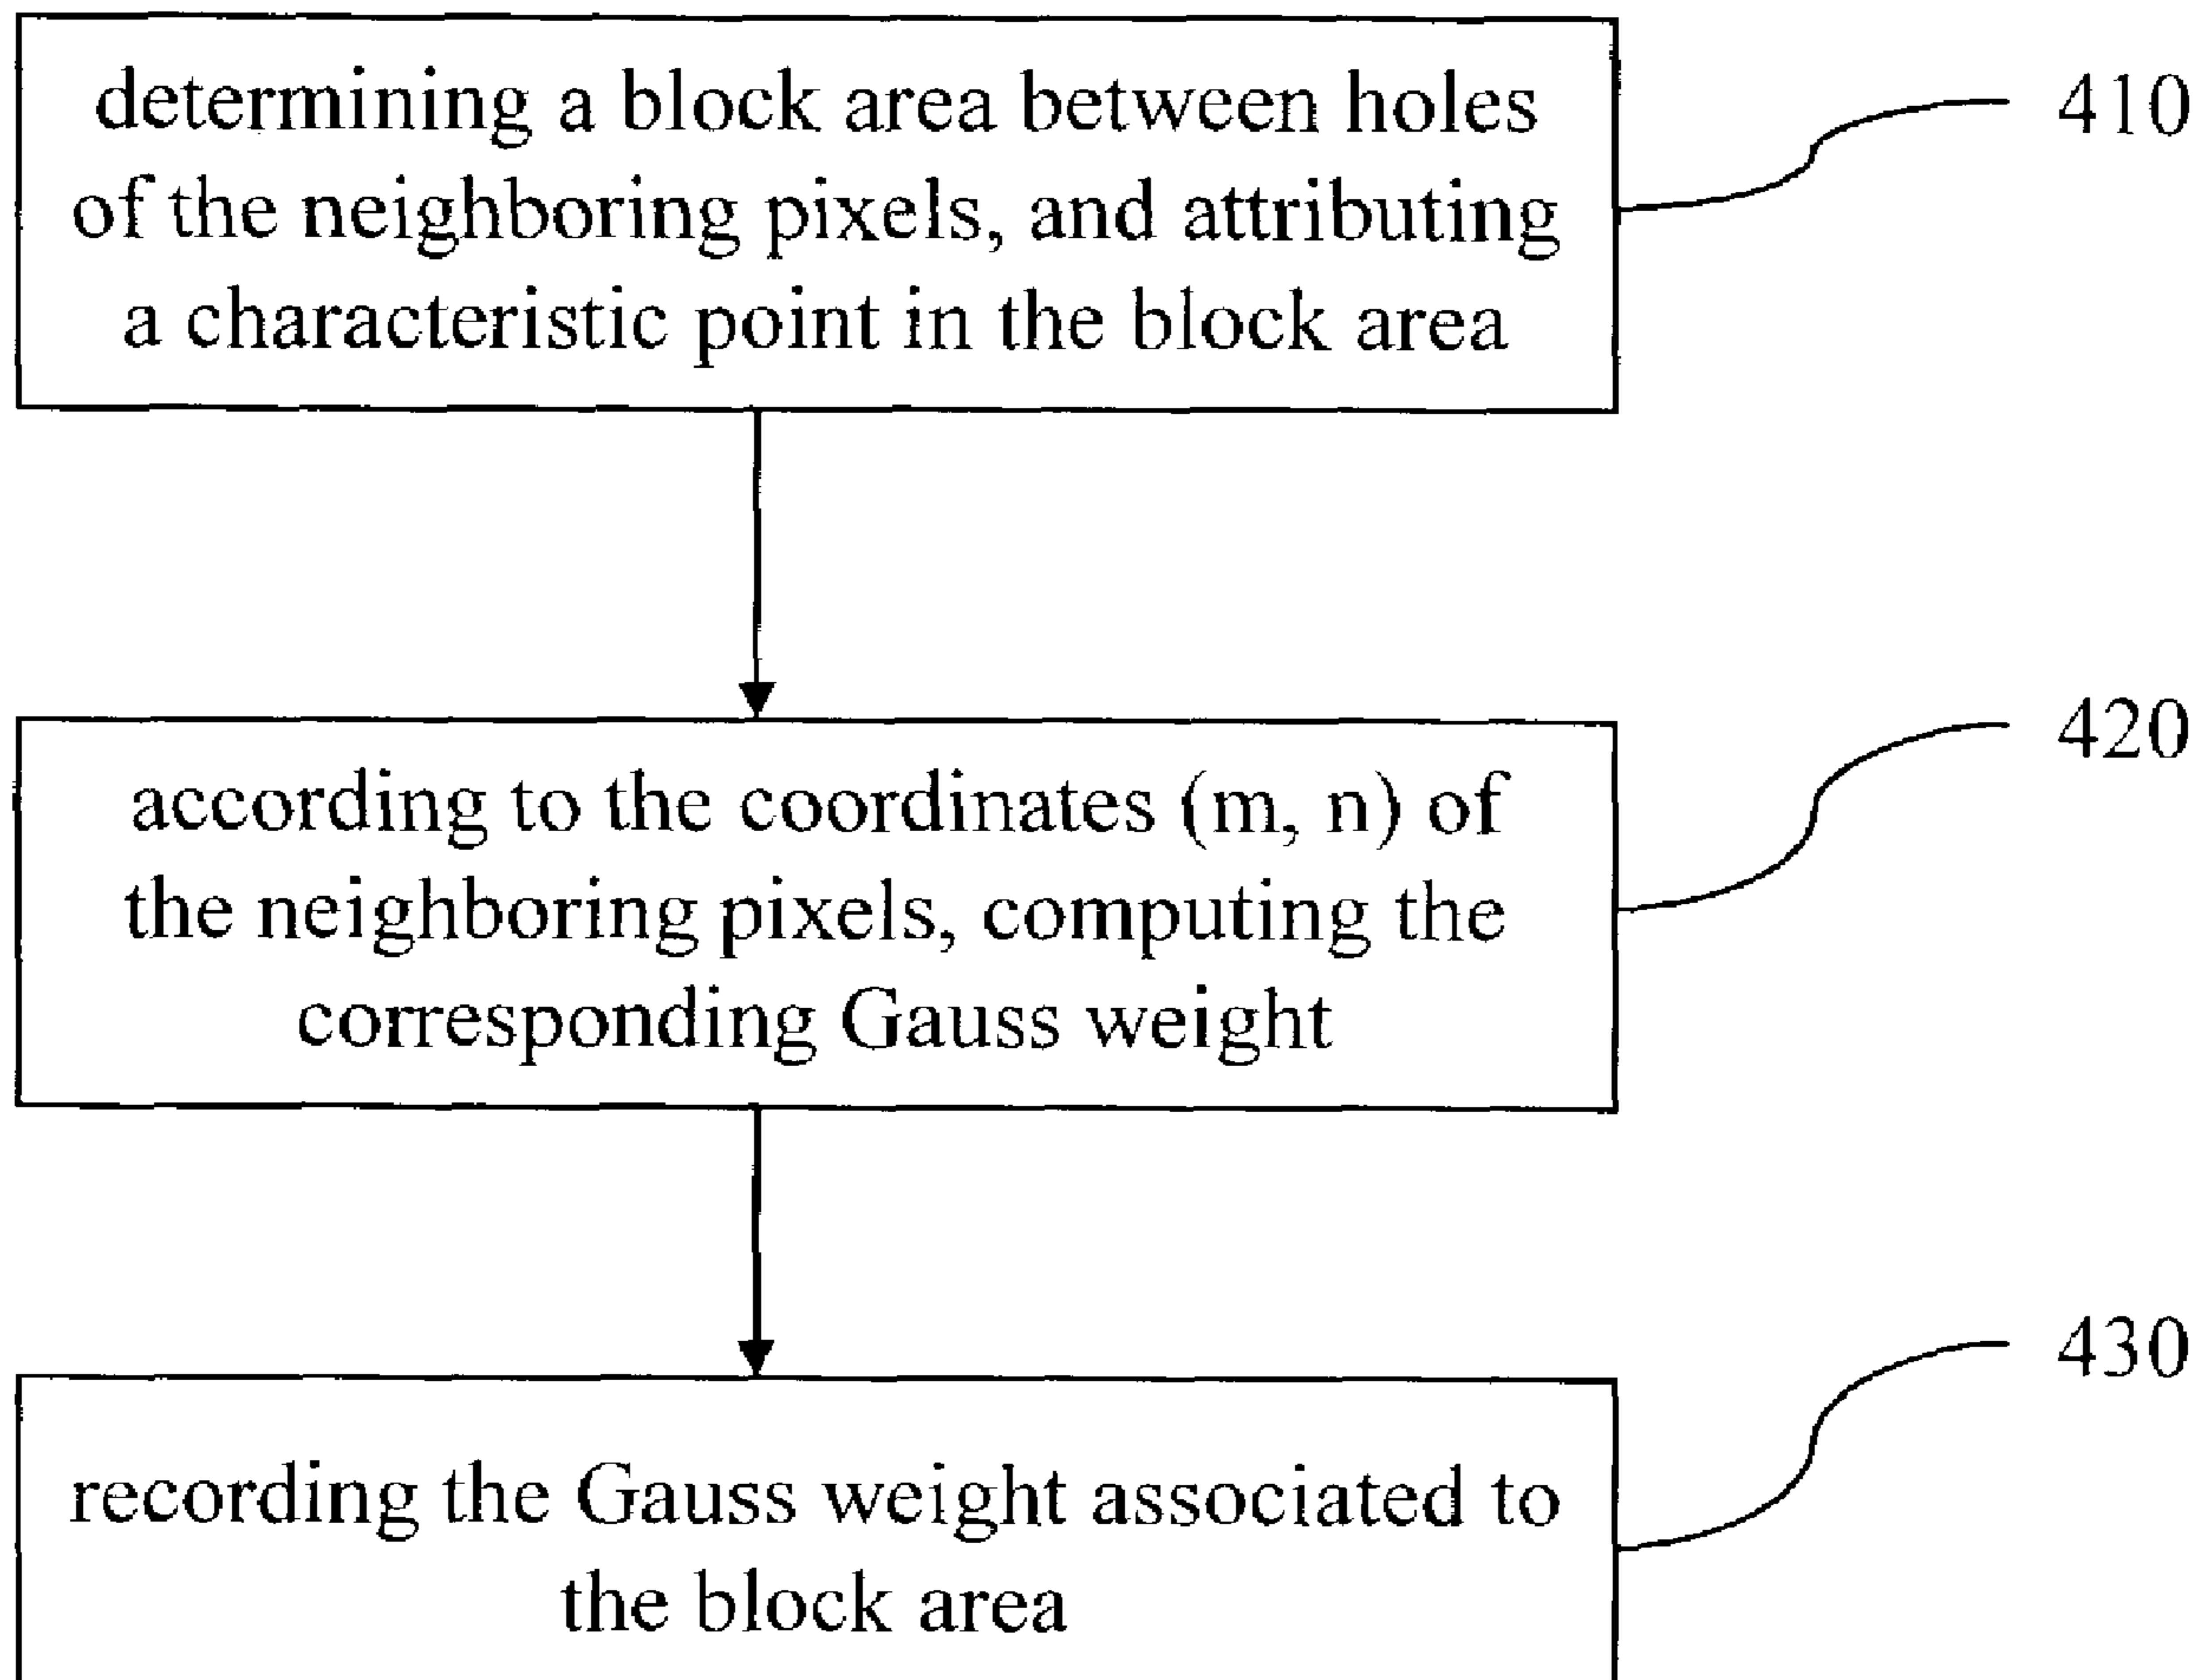 determining a block area between holes
of the neighboring pixels, and attributing
a characteristic point in the block area
410
according to the coordinates (m, n) of
the neighboring pixels, computing the
corresponding Gauss weight
420
recording the Gauss weight associated to
the block area
430